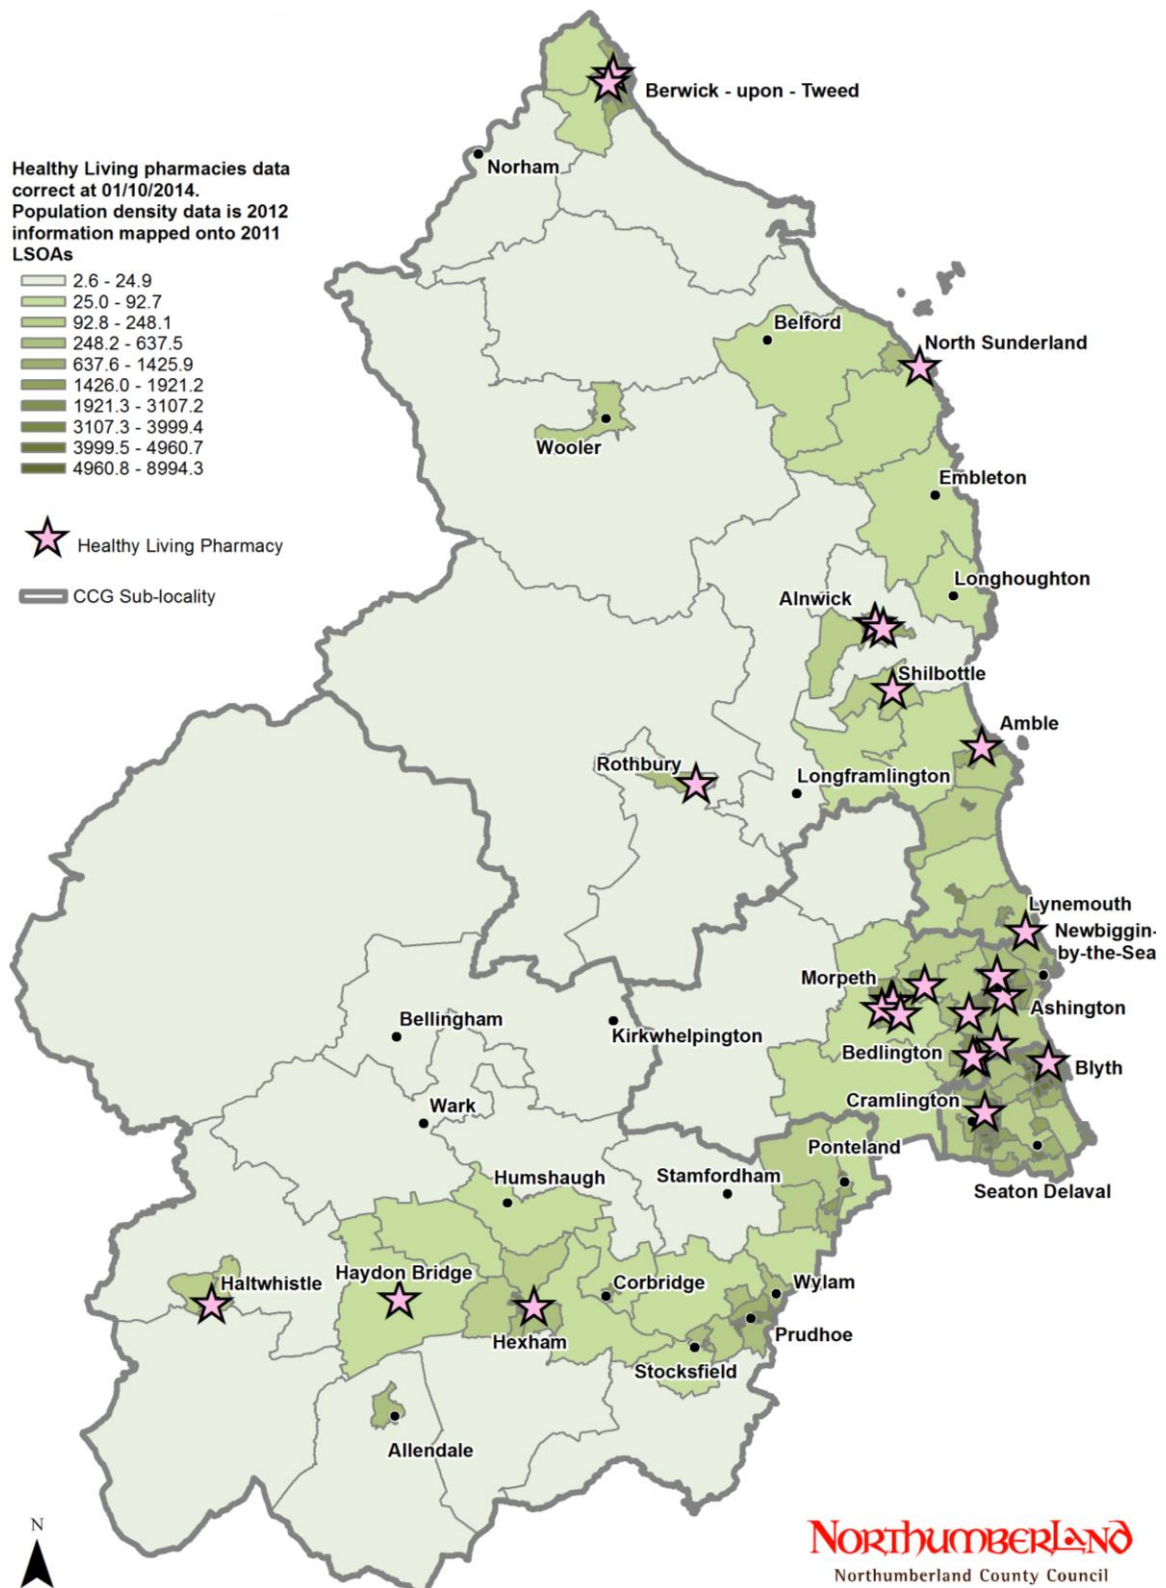 Berwick - upon - Tweed
Norham
Healthy Living pharmacies data
correct at 01/10/2014.
Population density data is 2012
information mapped onto 2011
LSOAs
2.6 - 24.9
25.0 - 92.7
92.8 - 248.1
248.2 - 637.5
637.6 - 1425.9
1426.0 - 1921.2
1921.3 - 3107.2
3107.3 - 3999.4
3999.5 - 4960.7
4960.8 - 8994.3
Healthy Living Pharmacy
CCG Sub-locality
Belford
North Sunderland
Wooler
Embleton
Longhoughton
Alnwick
Shilbottle
Amble
Rothbury
Longframlington
Lynemouth
Newbiggin-
by-the-Sea
Morpeth
Ashington
Bellingham
Kirkwhelpington
Bedlington
Blyth
Cramlington
Wark
Ponteland
Stamfordham
Humshaugh
Seaton Delaval
Haltwhistle
Haydon Bridge
Corbridge
Wylam
Hexham
Prudhoe
Stocksfield
Allendale
N
NORTHUMBERLAND
Northumberland County Council